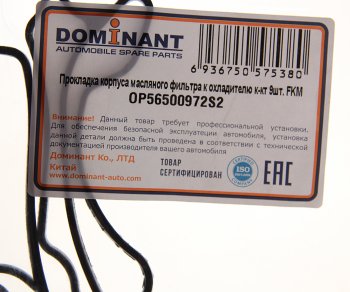 DOMINANT
AUTOMOBILE SPARE PARTS
6 936750 575380
Прокладка корпуса масляного фильтра к охладителю к-кт 9шт. FKM
OP56500972S2
Внимание! Данный товар требует профессиональной установки.
Для обеспечения безопасной эксплуатации автомобиля, установка
данной детали должна быть проведена в соответствии с технической
документацией производителя вашего автомобиля
Доминант Ко., ЛТД
Китай
www.dominant-auto.com
ТОВАР
СЕРТИФИЦИРОВАН
ISO
EAC